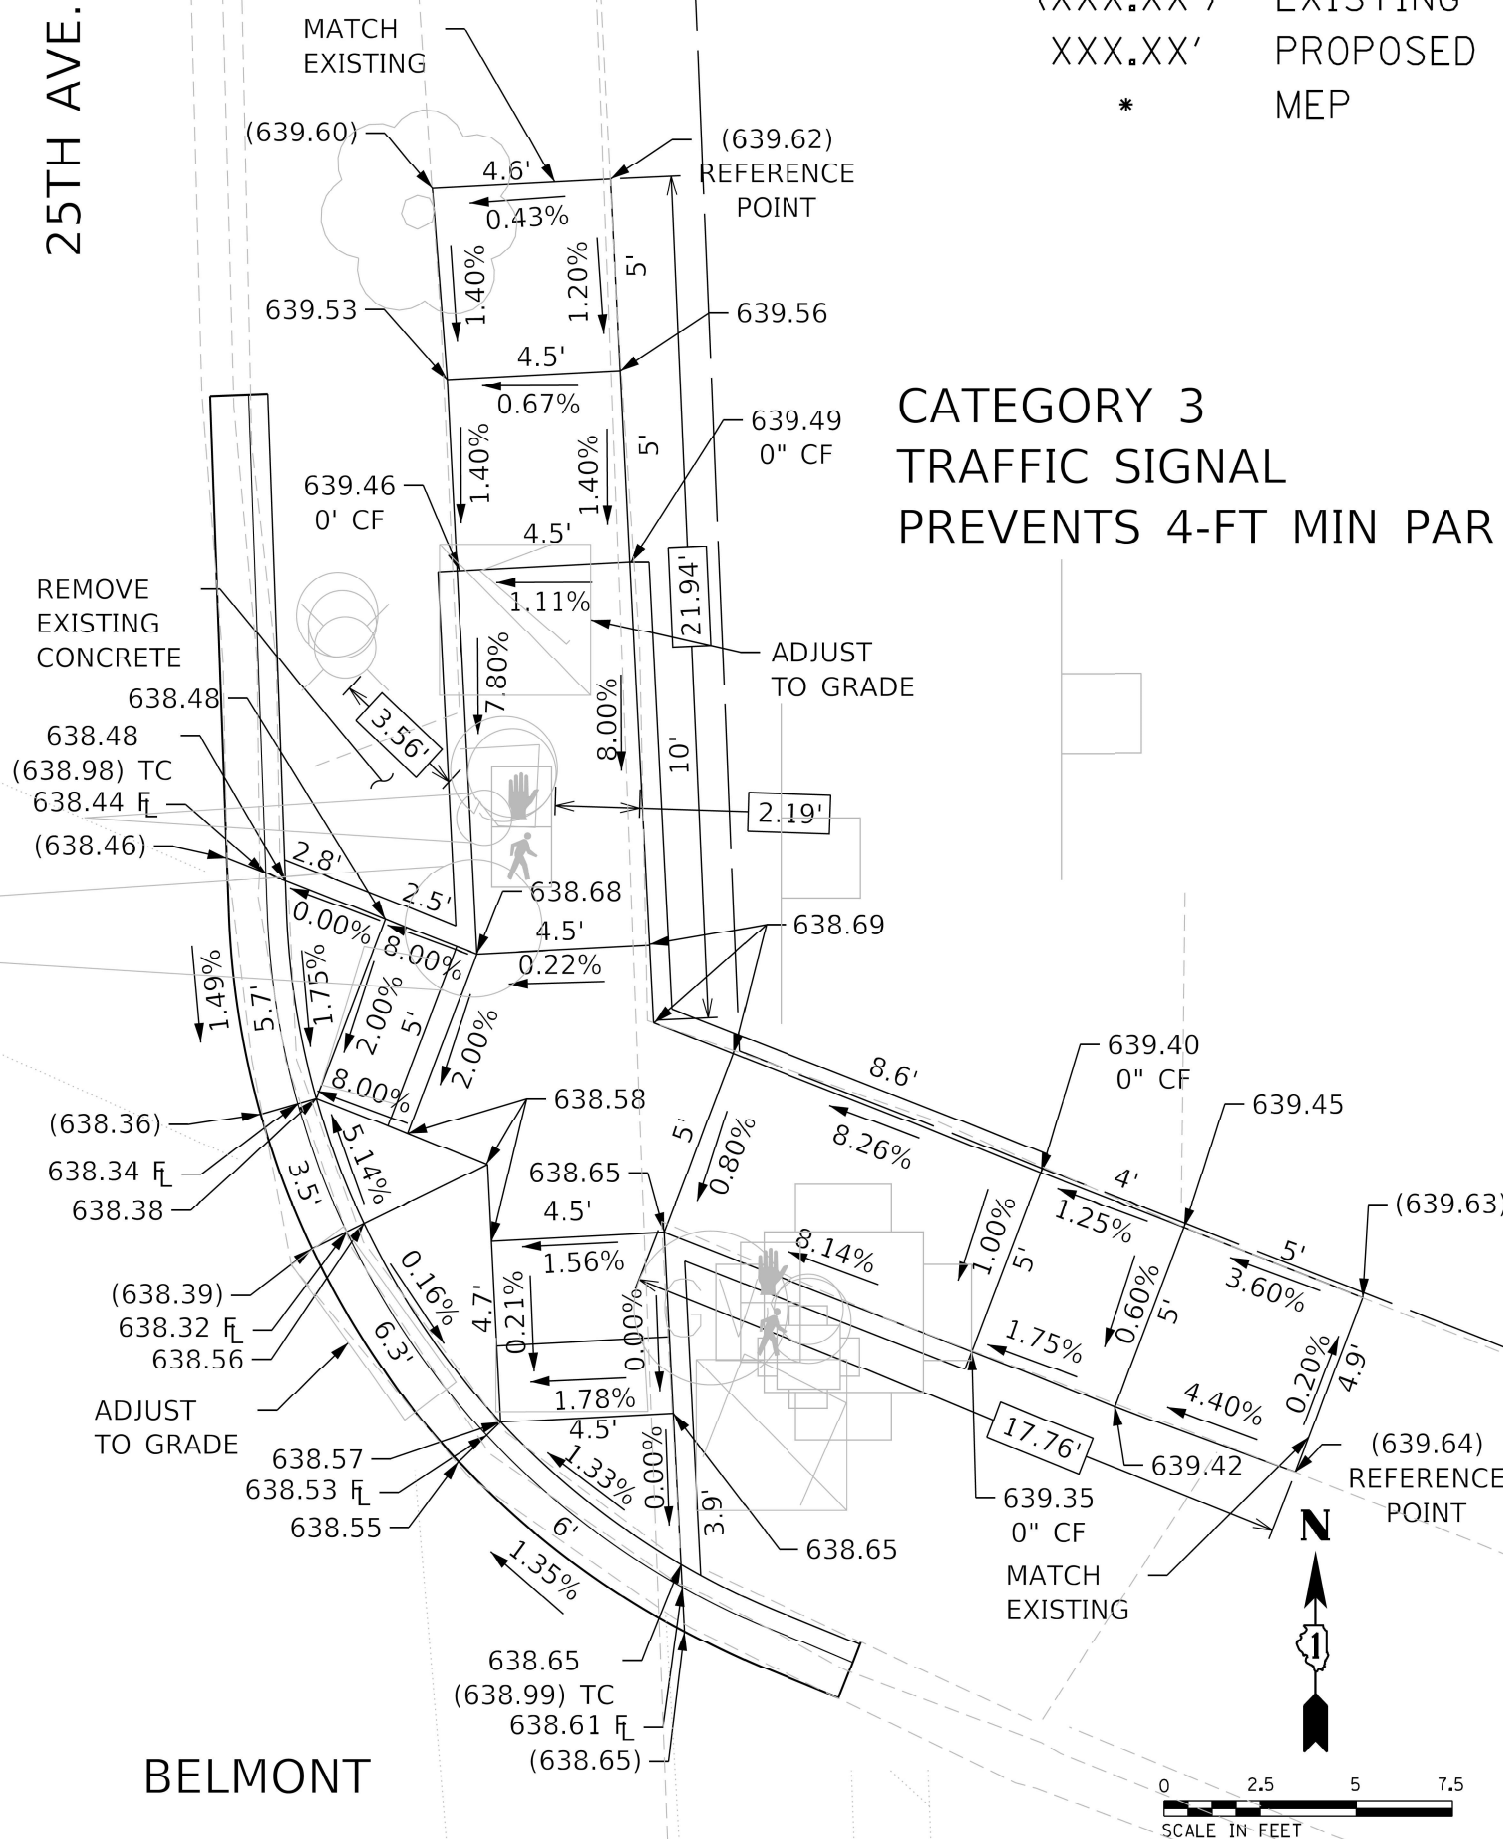 25TH AVE.
EXISTING
XXX.XX' PROPOSED
* MEP
MATCH
EXISTING
(639.60)
(639.62)
REFERENCE
POINT
4.6'
0.43%
1.40%
1.20%
5'
639.53
639.56
4.5'
0.67%
CATEGORY 3
TRAFFIC SIGNAL
PREVENTS 4-FT MIN PAR
639.49
0" CF
1.40%
1.40%
5'
639.46
0' CF
4.5'
1.11%
21.94'
REMOVE
EXISTING
CONCRETE
ADJUST
TO GRADE
7.80%
8.00%
10'
3.56'
2.19'
638.48
638.48
(638.98) TC
638.44 FL
(638.46)
2.8'
2.5'
0.00%
8.00%
638.68
4.5'
0.22%
638.69
1.49%
5.7'
1.75%
2.00%
5'
2.00%
8.00%
638.58
8.6'
8.26%
639.40
0" CF
639.45
(638.36)
638.34 FL
638.38
5.14%
3.5'
638.65
4.5'
1.56%
5'
0.80%
4'
1.25%
1.00%
5'
(639.63)
5'
3.60%
8.14%
0.60%
5'
(638.39)
638.32 FL
638.56
0.16%
6.3'
4.7'
0.21%
0.00%
1.78%
4.5'
1.75%
0.20%
4.9'
4.40%
ADJUST
TO GRADE
17.76'
(639.64)
REFERENCE
POINT
639.42
638.57
638.53 FL
638.55
1.33%
0.00%
3.9'
6'
1.35%
638.65
639.35
0" CF
MATCH
EXISTING
N
1
638.65
(638.99) TC
638.61 FL
(638.65)
BELMONT
0 2.5 5 7.5
SCALE IN FEET